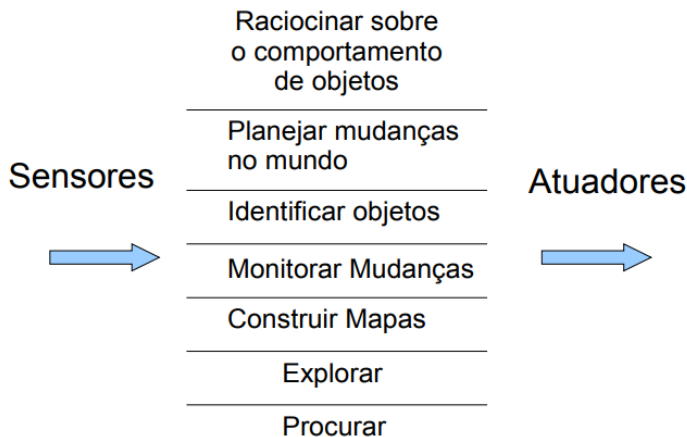 Raciocinar sobre
o comportamento
de objetos
Planejar mudanças
no mundo
Sensores
Atuadores
Identificar objetos
Monitorar Mudanças
Construir Mapas
Explorar
Procurar